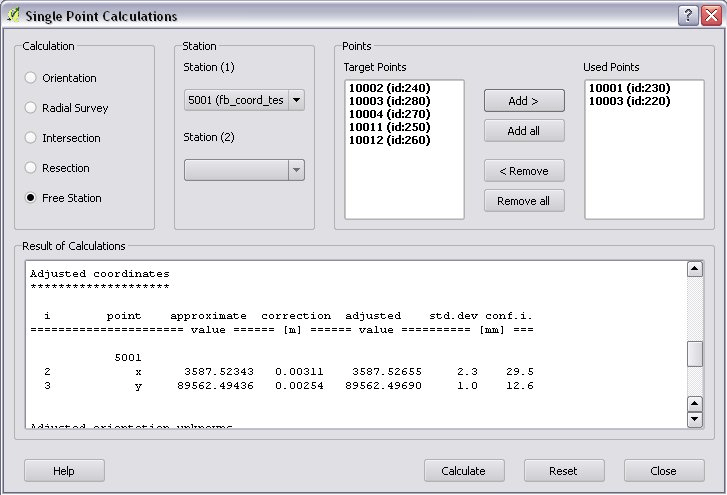 Single Point Calculations
Calculation
Orientation
Radial Survey
Intersection
Resection
Free Station
Station
Station (1)
5001 (fb_coord_tes
Station (2)
Points
Target Points
10002 (id:240)
10003 (id:280)
10004 (id:270)
10011 (id:250)
10012 (id:260)
Add >
Add all
< Remove
Remove all
Used Points
10001 (id:230)
10003 (id:220)
Result of Calculations
Adjusted coordinates
********************
i point approximate correction adjusted std.dev conf.i.
====================== value ====== [m] ====== value ========== [mm] ===
5001
2 x 3587.52343 0.00311 3587.52655 2.3 29.5
3 y 89562.49436 0.00254 89562.49690 1.0 12.6
Adjusted orientation unknowns
Help
Calculate
Reset
Close